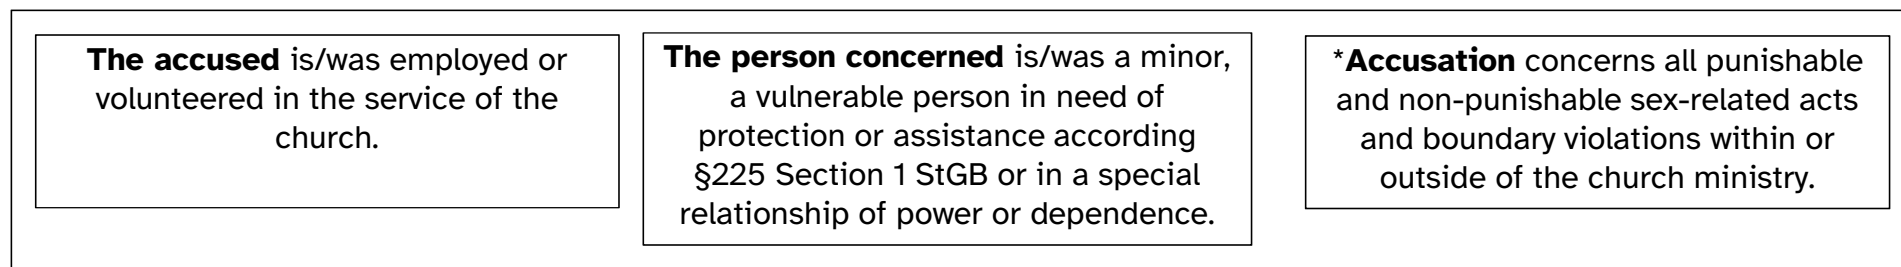 The accused is/was employed or
volunteered in the service of the
church.
The person concerned is/was a minor,
a vulnerable person in need of
protection or assistance according
§225 Section 1 StGB or in a special
relationship of power or dependence.
*Accusation concerns all punishable
and non-punishable sex-related acts
and boundary violations within or
outside of the church ministry.